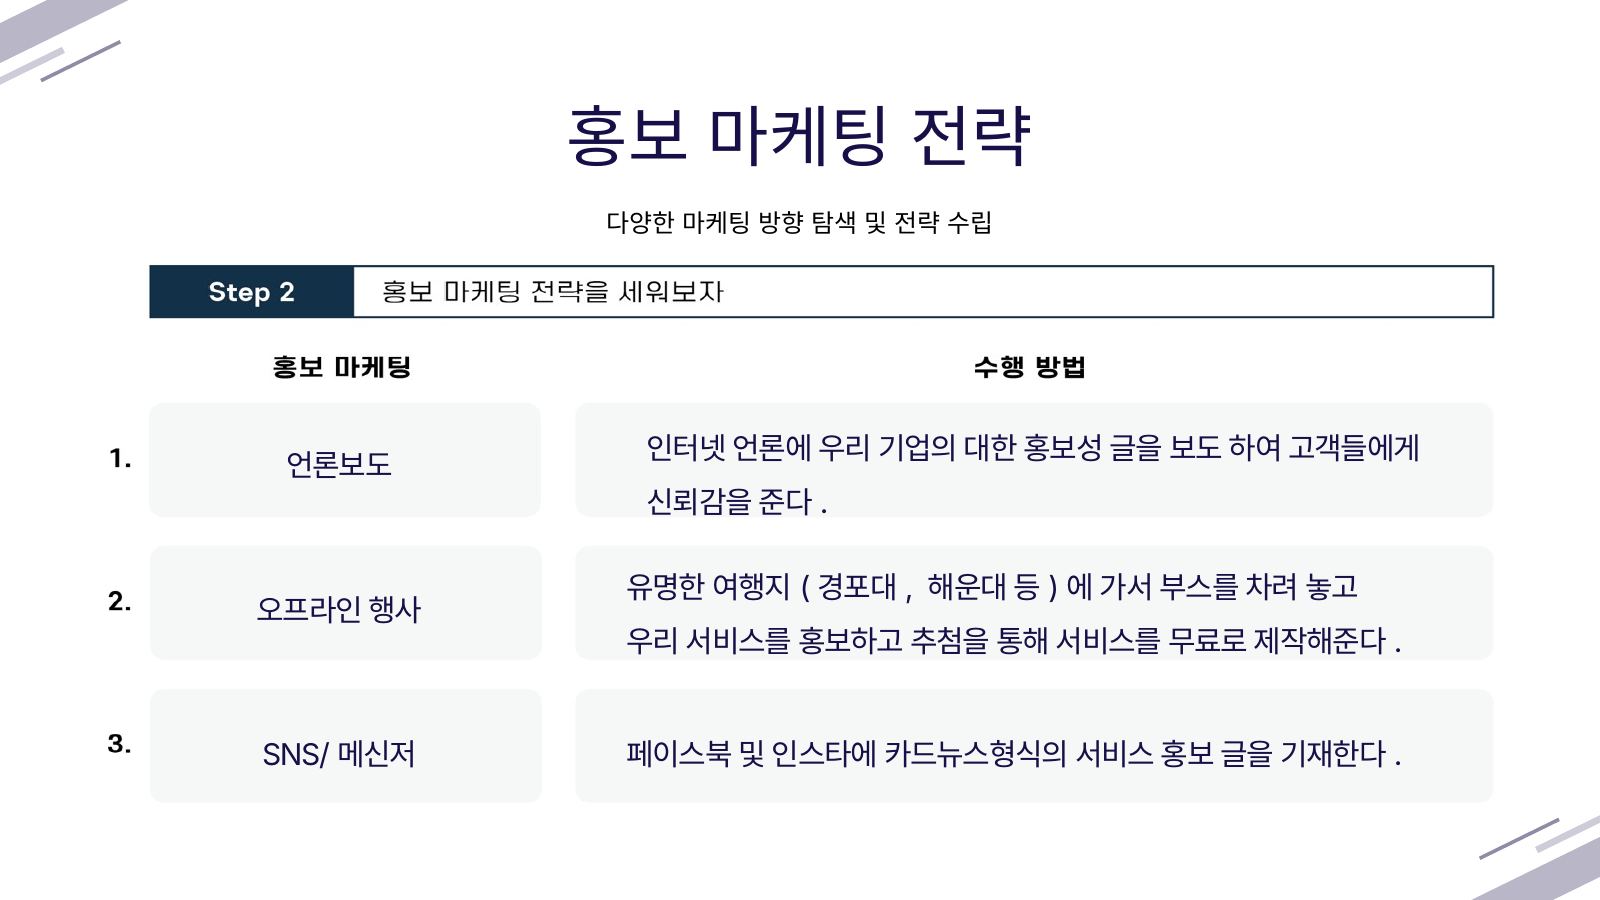 홍보 마케팅 전략
다양한 마케팅 방향 탐색 및 전략 수립
Step 2
홍보 마케팅 전략을 세워보자
홍보 마케팅
수행 방법
1.
언론보도
인터넷 언론에 우리 기업의 대한 홍보성 글을 보도 하여 고객들에게
신뢰감을 준다 .
2.
오프라인 행사
유명한 여행지 ( 경포대 , 해운대 등 ) 에 가서 부스를 차려 놓고
우리 서비스를 홍보하고 추첨을 통해 서비스를 무료로 제작해준다 .
3.
SNS/ 메신저
페이스북 및 인스타에 카드뉴스형식의 서비스 홍보 글을 기재한다 .